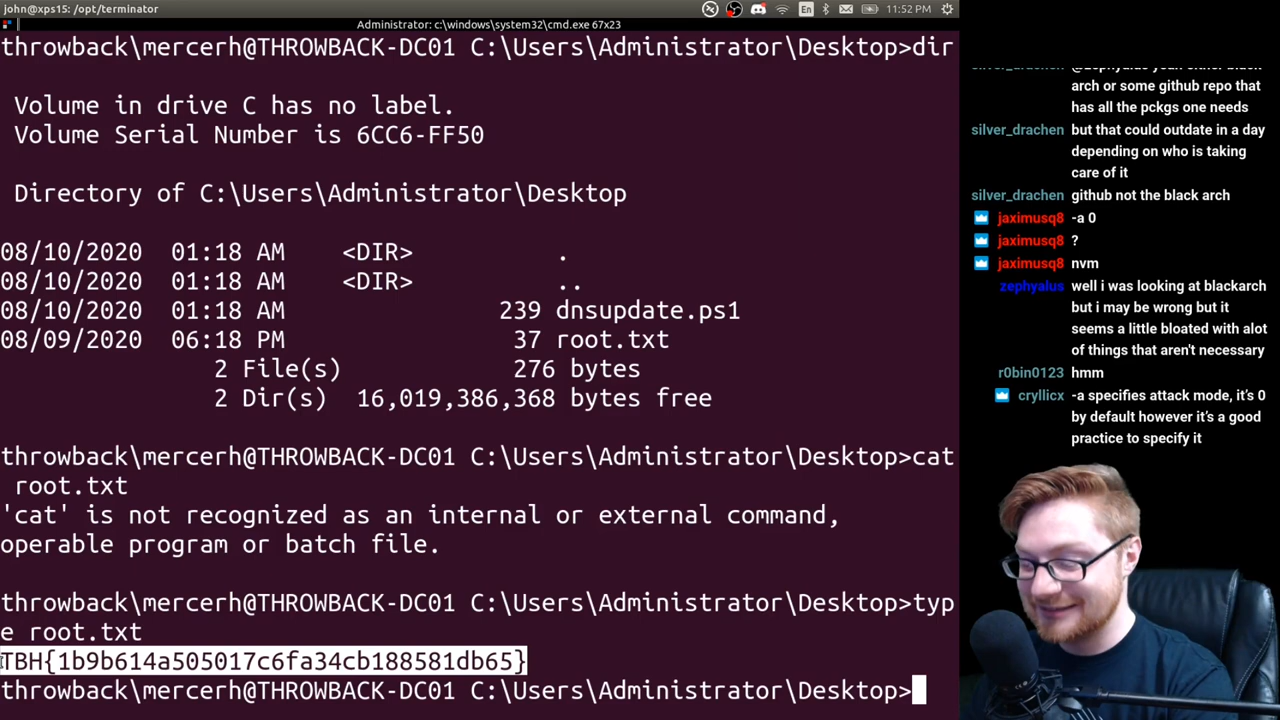 john@xps15: /opt/terminator
En
11:52 PM
Administrator: c:\windows\system32\cmd.exe 67x23
throwback\mercerh@THROWBACK-DC01 C:\Users\Administrator\Desktop>dir
Volume in drive C has no label.
Volume Serial Number is 6CC6-FF50
Directory of C:\Users\Administrator\Desktop
08/10/2020 01:18 AM <DIR> .
08/10/2020 01:18 AM <DIR> ..
08/10/2020 01:18 AM 239 dnsupdate.ps1
08/09/2020 06:18 PM 37 root.txt
2 File(s) 276 bytes
2 Dir(s) 16,019,386,368 bytes free
throwback\mercerh@THROWBACK-DC01 C:\Users\Administrator\Desktop>cat
root.txt
'cat' is not recognized as an internal or external command,
operable program or batch file.
throwback\mercerh@THROWBACK-DC01 C:\Users\Administrator\Desktop>typ
e root.txt
TBH{1b9b614a505017c6fa34cb188581db65}
throwback\mercerh@THROWBACK-DC01 C:\Users\Administrator\Desktop>
silver_drachen @zephyalus yeah either black
arch or some github repo that
has all the pckgs one needs
silver_drachen but that could outdate in a day
depending on who is taking
care of it
silver_drachen github not the black arch
jaximusq8 -a 0
jaximusq8 ?
jaximusq8 nvm
zephyalus well i was looking at blackarch
but i may be wrong but it
seems a little bloated with alot
of things that aren't necessary
r0bin0123 hmm
cryllicx -a specifies attack mode, it's 0
by default however it's a good
practice to specify it